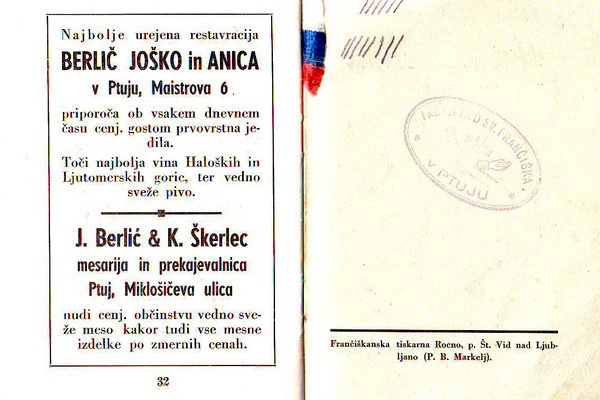 Najbolje urejena restavracija
BERLIČ JOŠKO in ANICA
v Ptuju, Maistrova 6.
priporoča ob vsakem dnevnem
času cenj. gostom prvovrstna je-
dila.
Toči najbolja vina Haloških in
Ljutomerskih goric, ter vedno
sveže pivo.
J. Berlić & K. Škerlec
mesarija in prekajevalnica
Ptuj, Miklošičeva ulica
nudi cenj. občinstvu vedno sve-
že meso kakor tudi vse mesne
izdelke po zmernih cenah.
32
SV. FRANČIŠKA
V PTUJU
Frančiškanska tiskarna Rocno, p. Št. Vid nad Ljub-
ljano (P. B. Markelj).